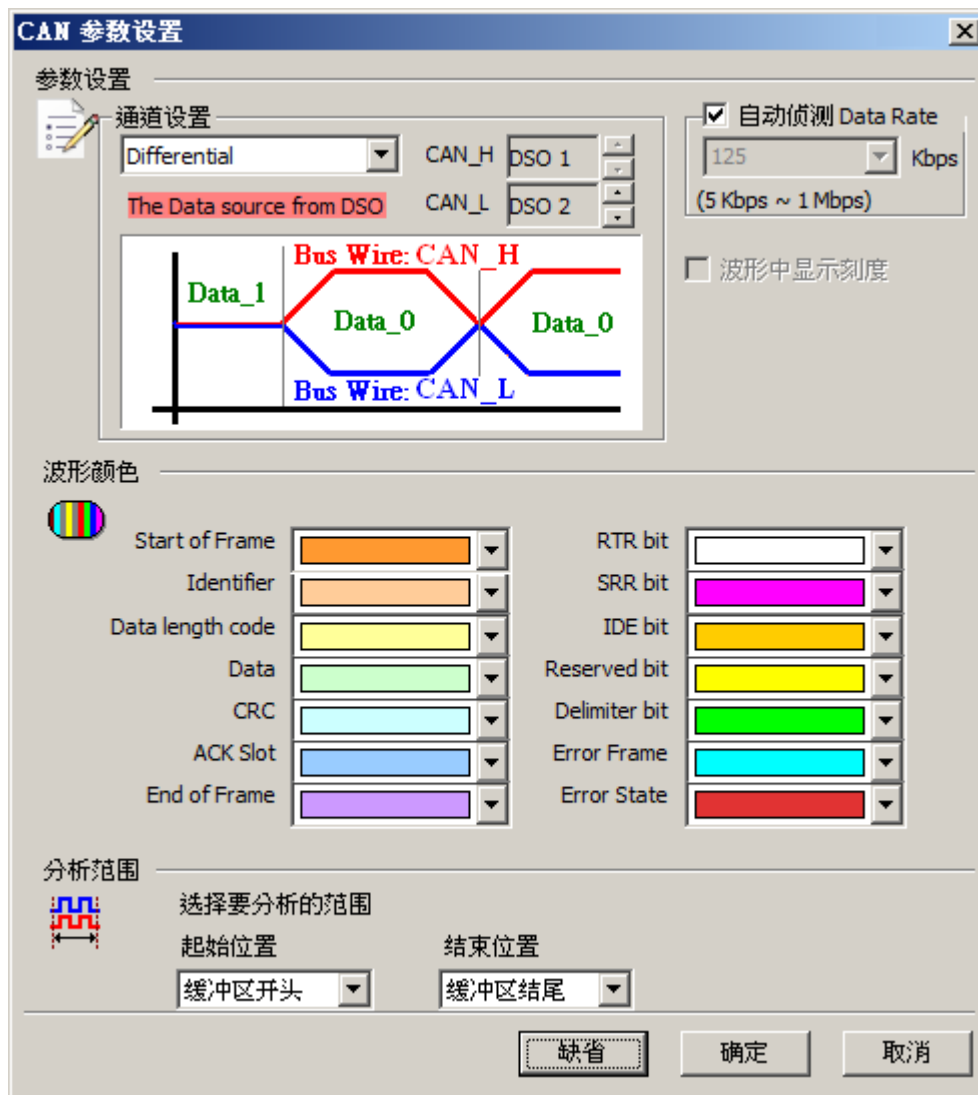 CAN 参数设置
参数设置
通道设置
Differential
CAN_H
DSO 1
The Data source from DSO
CAN_L
DSO 2
自动侦测 Data Rate
125
Kbps
(5 Kbps ~ 1 Mbps)
波形中显示刻度
Bus Wire: CAN_H
Data_1
Data_0
Data_0
Bus Wire: CAN_L
波形颜色
Start of Frame
Identifier
Data length code
Data
CRC
ACK Slot
End of Frame
RTR bit
SRR bit
IDE bit
Reserved bit
Delimiter bit
Error Frame
Error State
分析范围
选择要分析的范围
起始位置
缓冲区开头
结束位置
缓冲区结尾
缺省
确定
取消